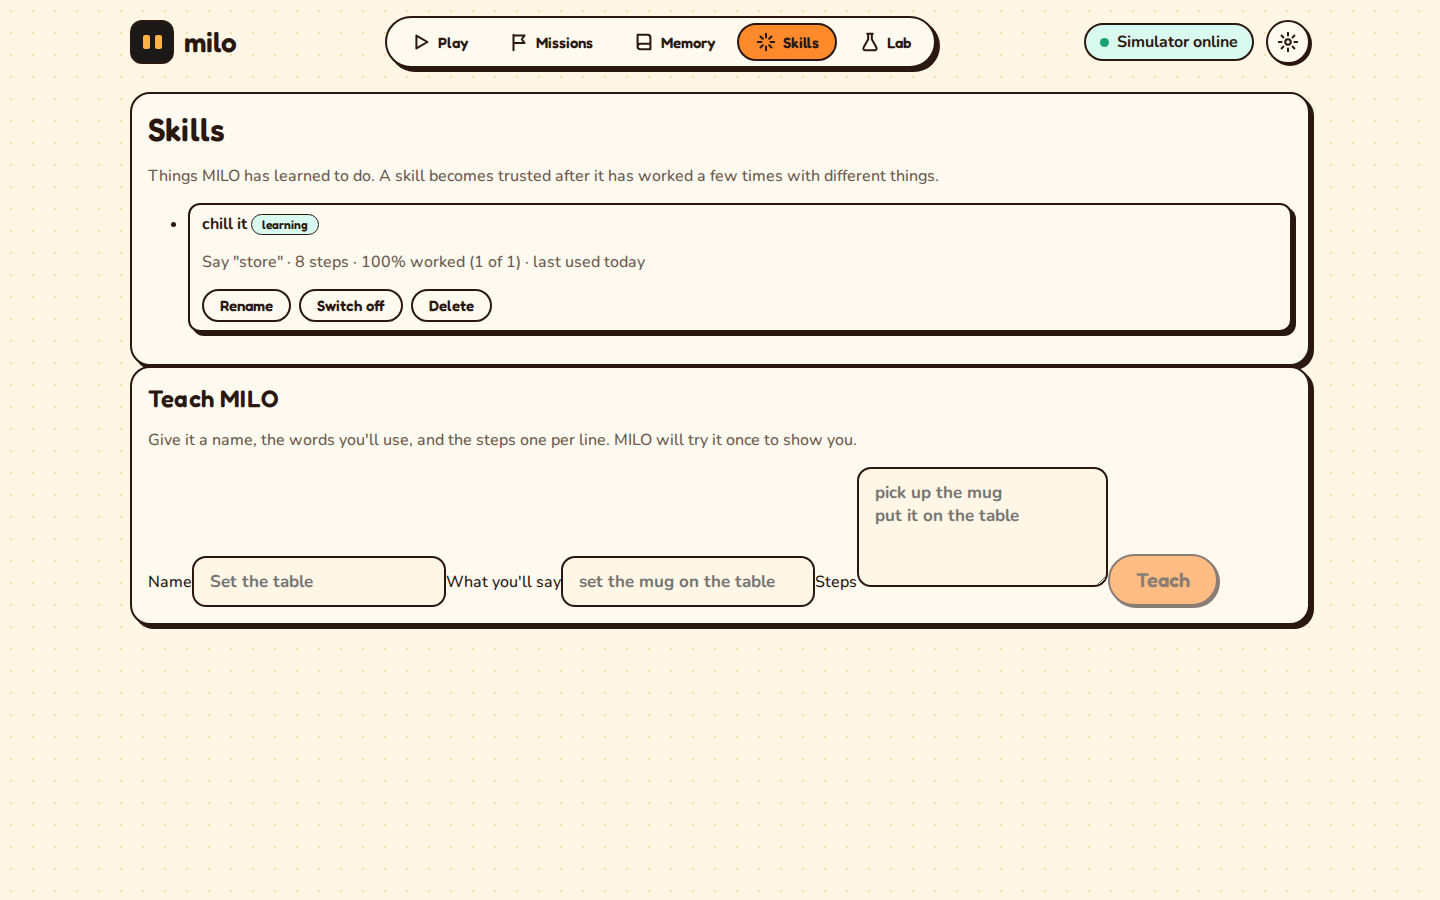 milo
Play
Missions
Memory
Skills
Lab
Simulator online
Skills
Things MILO has learned to do. A skill becomes trusted after it has worked a few times with different things.
chill it learning
Say "store" · 8 steps · 100% worked (1 of 1) · last used today
Rename
Switch off
Delete
Teach MILO
Give it a name, the words you'll use, and the steps one per line. MILO will try it once to show you.
Name
Set the table
What you'll say
set the mug on the table
Steps
pick up the mug
put it on the table
Teach